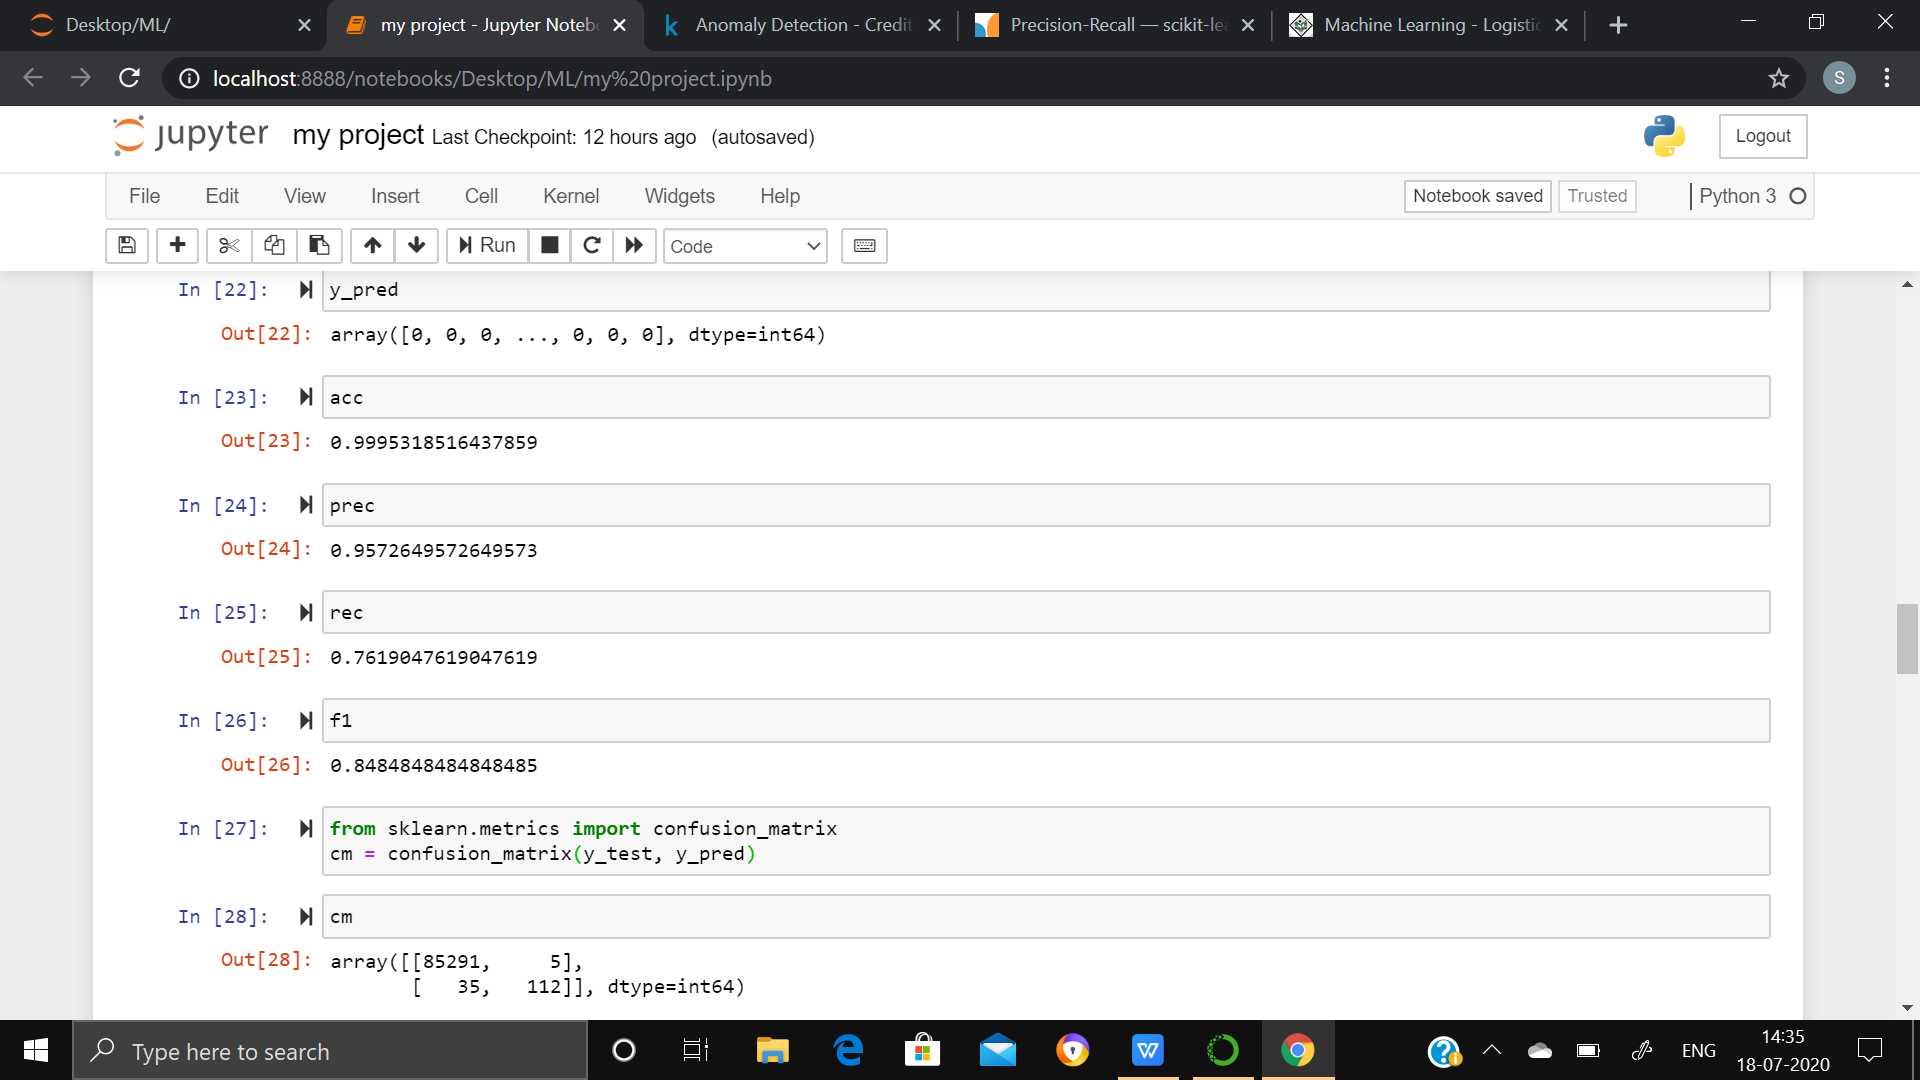 Desktop/ML/
my project - Jupyter Noteb
Anomaly Detection - Credit
Precision-Recall — scikit-le
Machine Learning - Logistic
localhost:8888/notebooks/Desktop/ML/my%20project.ipynb
S
jupyter my project Last Checkpoint: 12 hours ago (autosaved)
Logout
File Edit View Insert Cell Kernel Widgets Help
Notebook saved Trusted Python 3
Run Code
In [22]: y_pred
Out[22]: array([0, 0, 0, ..., 0, 0, 0], dtype=int64)
In [23]: acc
Out[23]: 0.9995318516437859
In [24]: prec
Out[24]: 0.9572649572649573
In [25]: rec
Out[25]: 0.7619047619047619
In [26]: f1
Out[26]: 0.8484848484848485
In [27]: from sklearn.metrics import confusion_matrix
cm = confusion_matrix(y_test, y_pred)
In [28]: cm
Out[28]: array([[85291, 5],
[ 35, 112]], dtype=int64)
Type here to search
ENG
14:35
18-07-2020